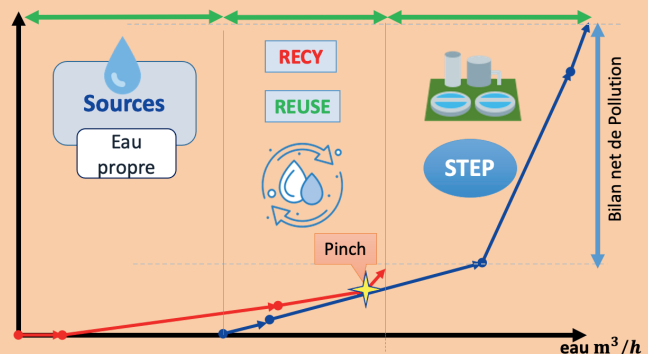 Sources
Eau
propre
RECY
REUSE
STEP
Pinch
Bilan net de Pollution
eau m³/h